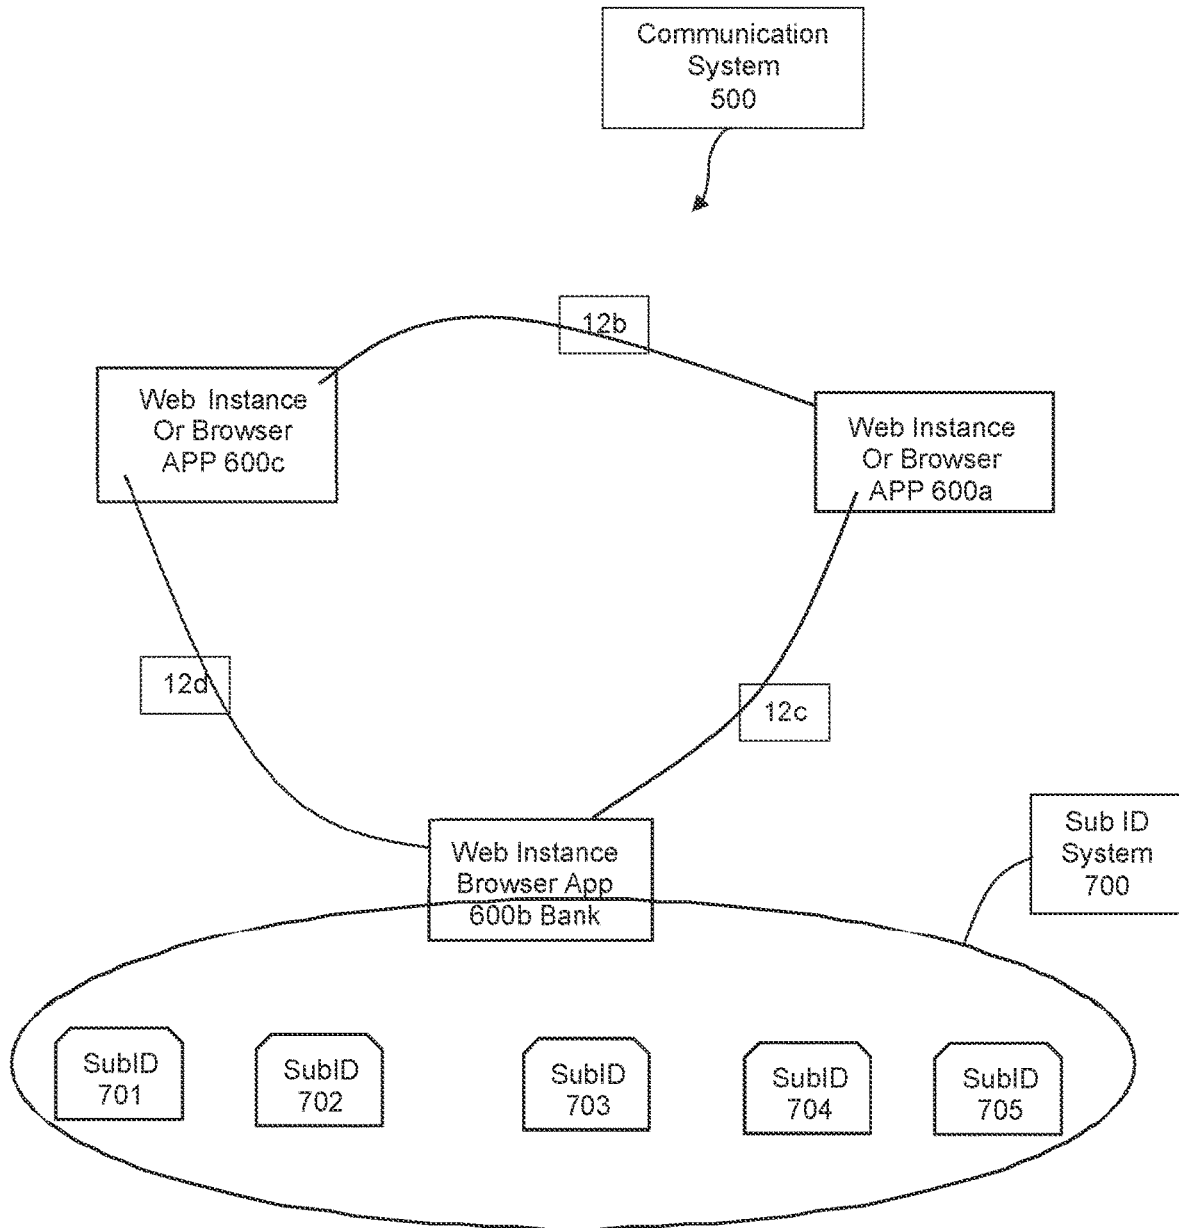 Communication
System
500
12b
Web Instance
Or Browser
APP 600c
Web Instance
Or Browser
APP 600a
12d
12c
Web Instance
Browser App
600b Bank
Sub ID
System
700
SubID
701
SubID
702
SubID
703
SubID
704
SubID
705